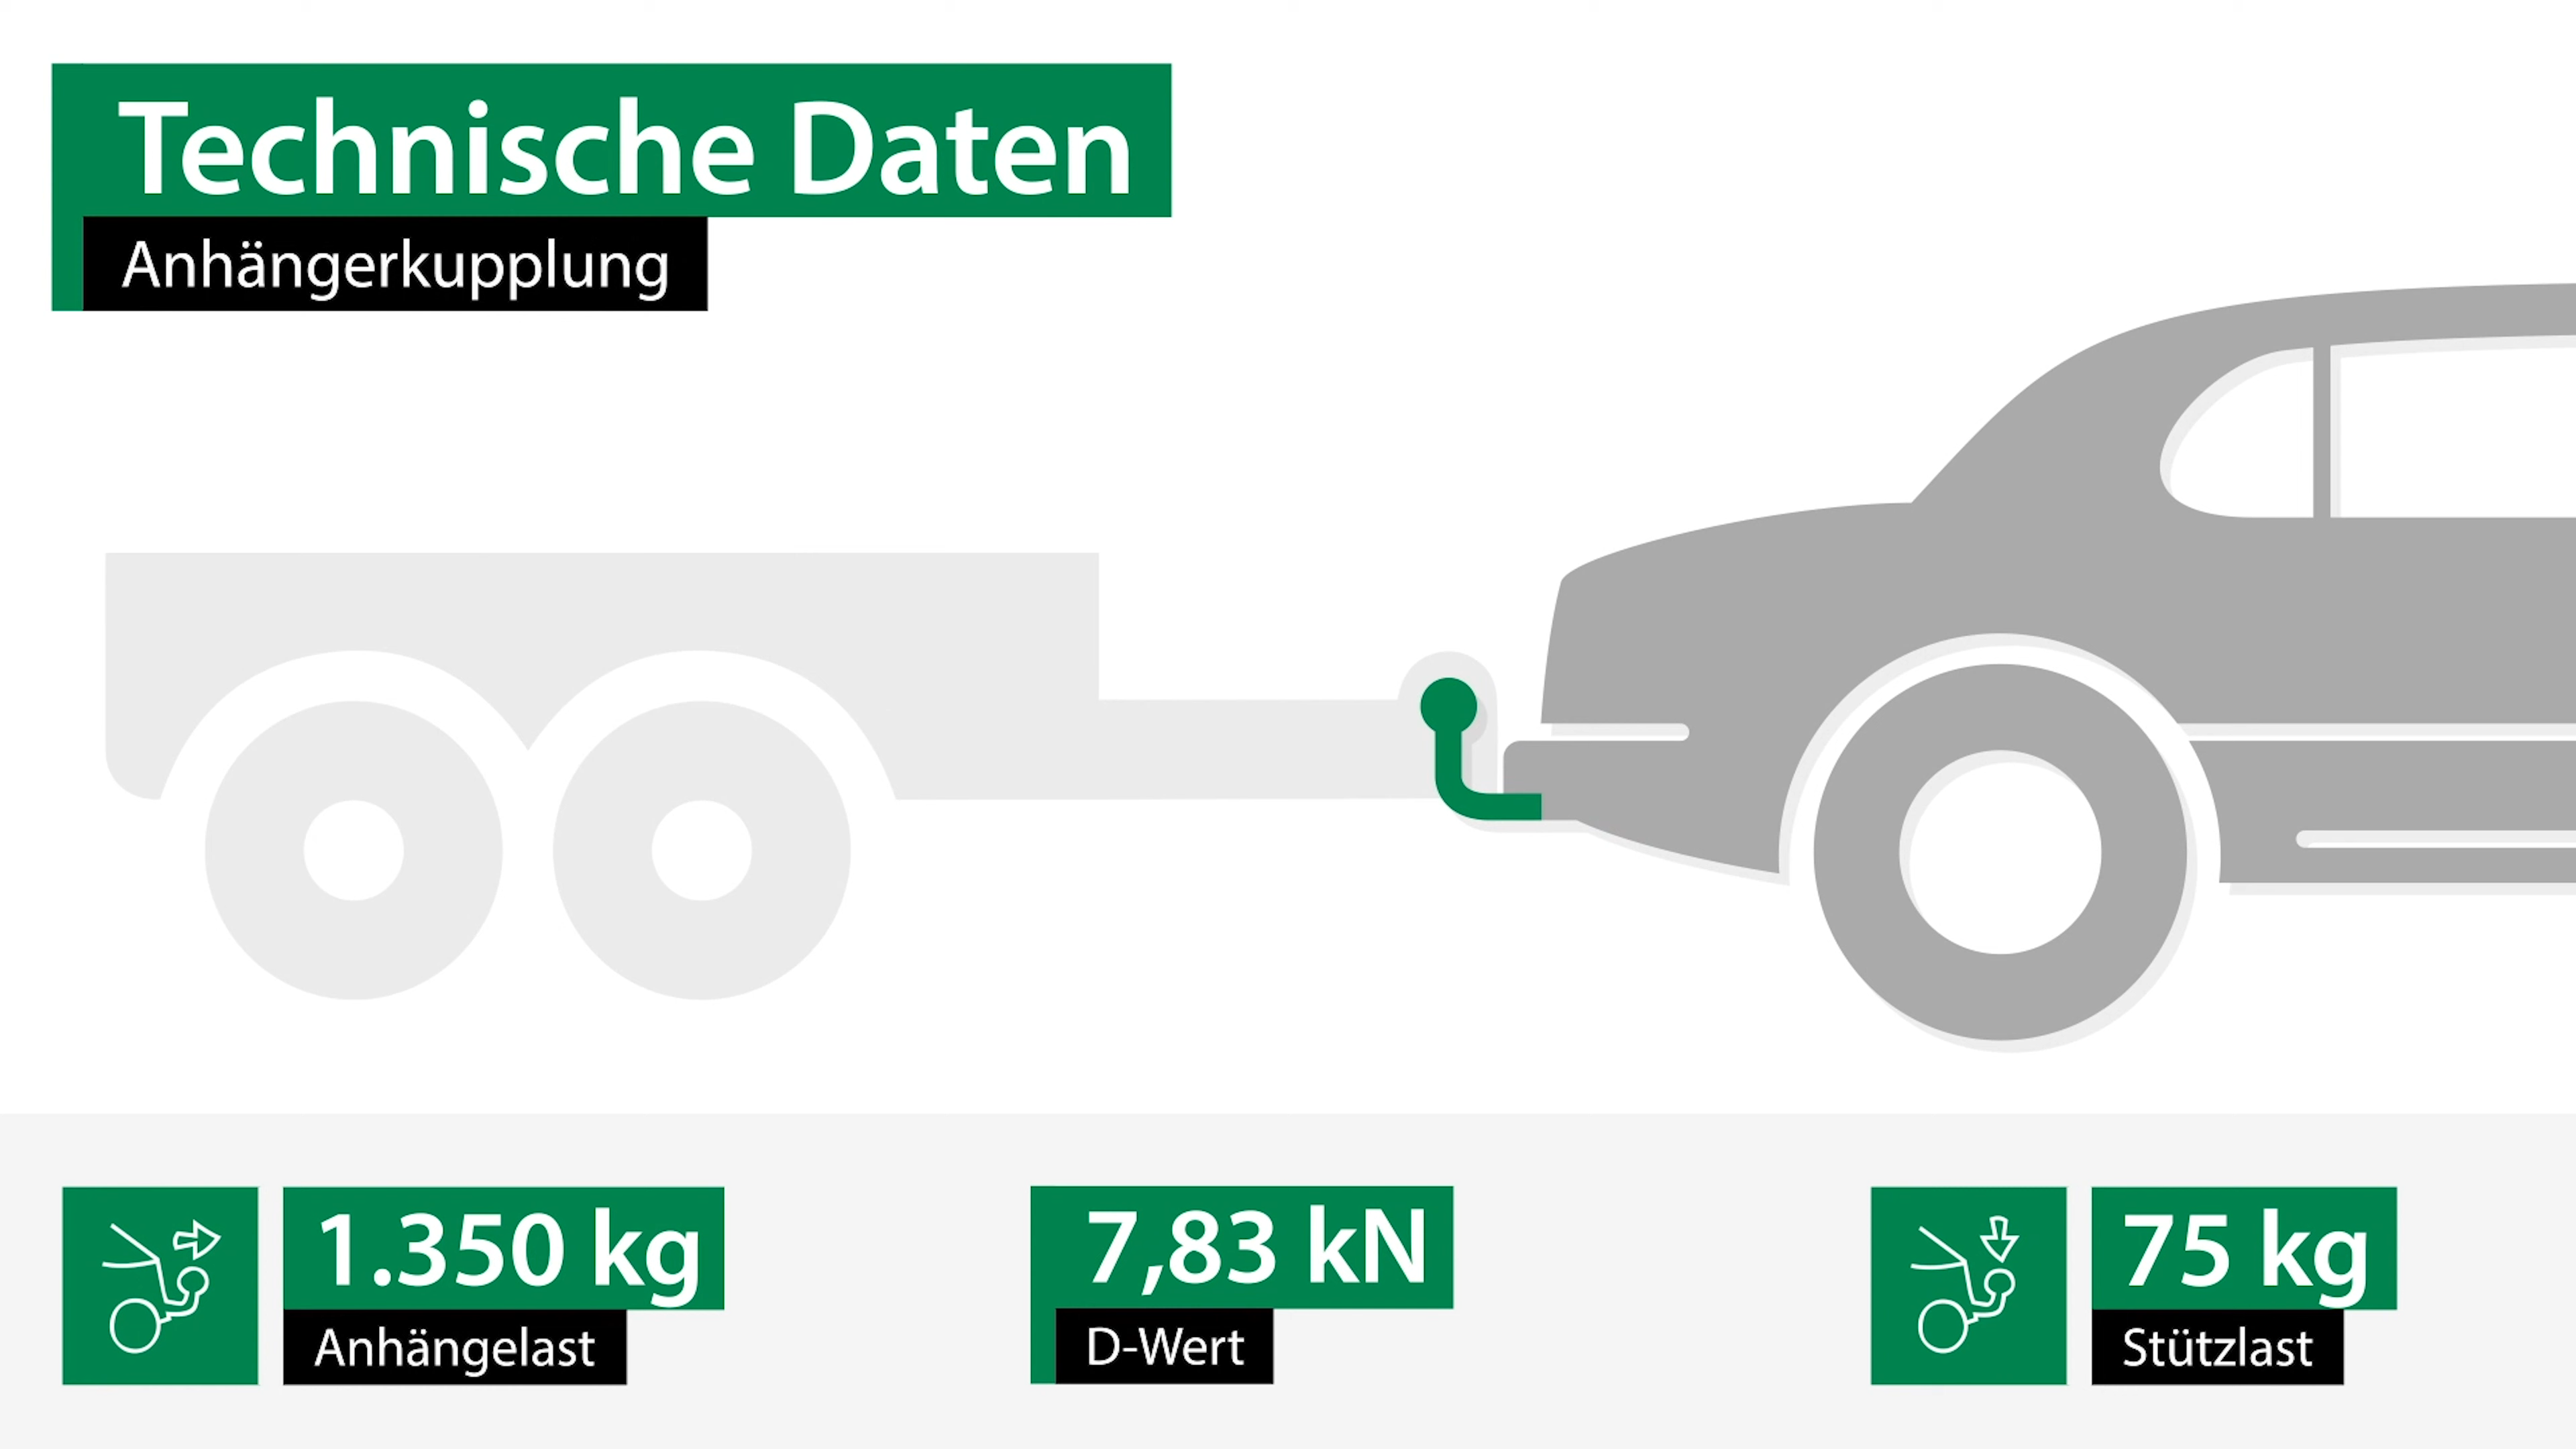 Technische Daten
Anhängerkupplung
1.350 kg
Anhängelast
7,83 kN
D-Wert
75 kg
Stützlast